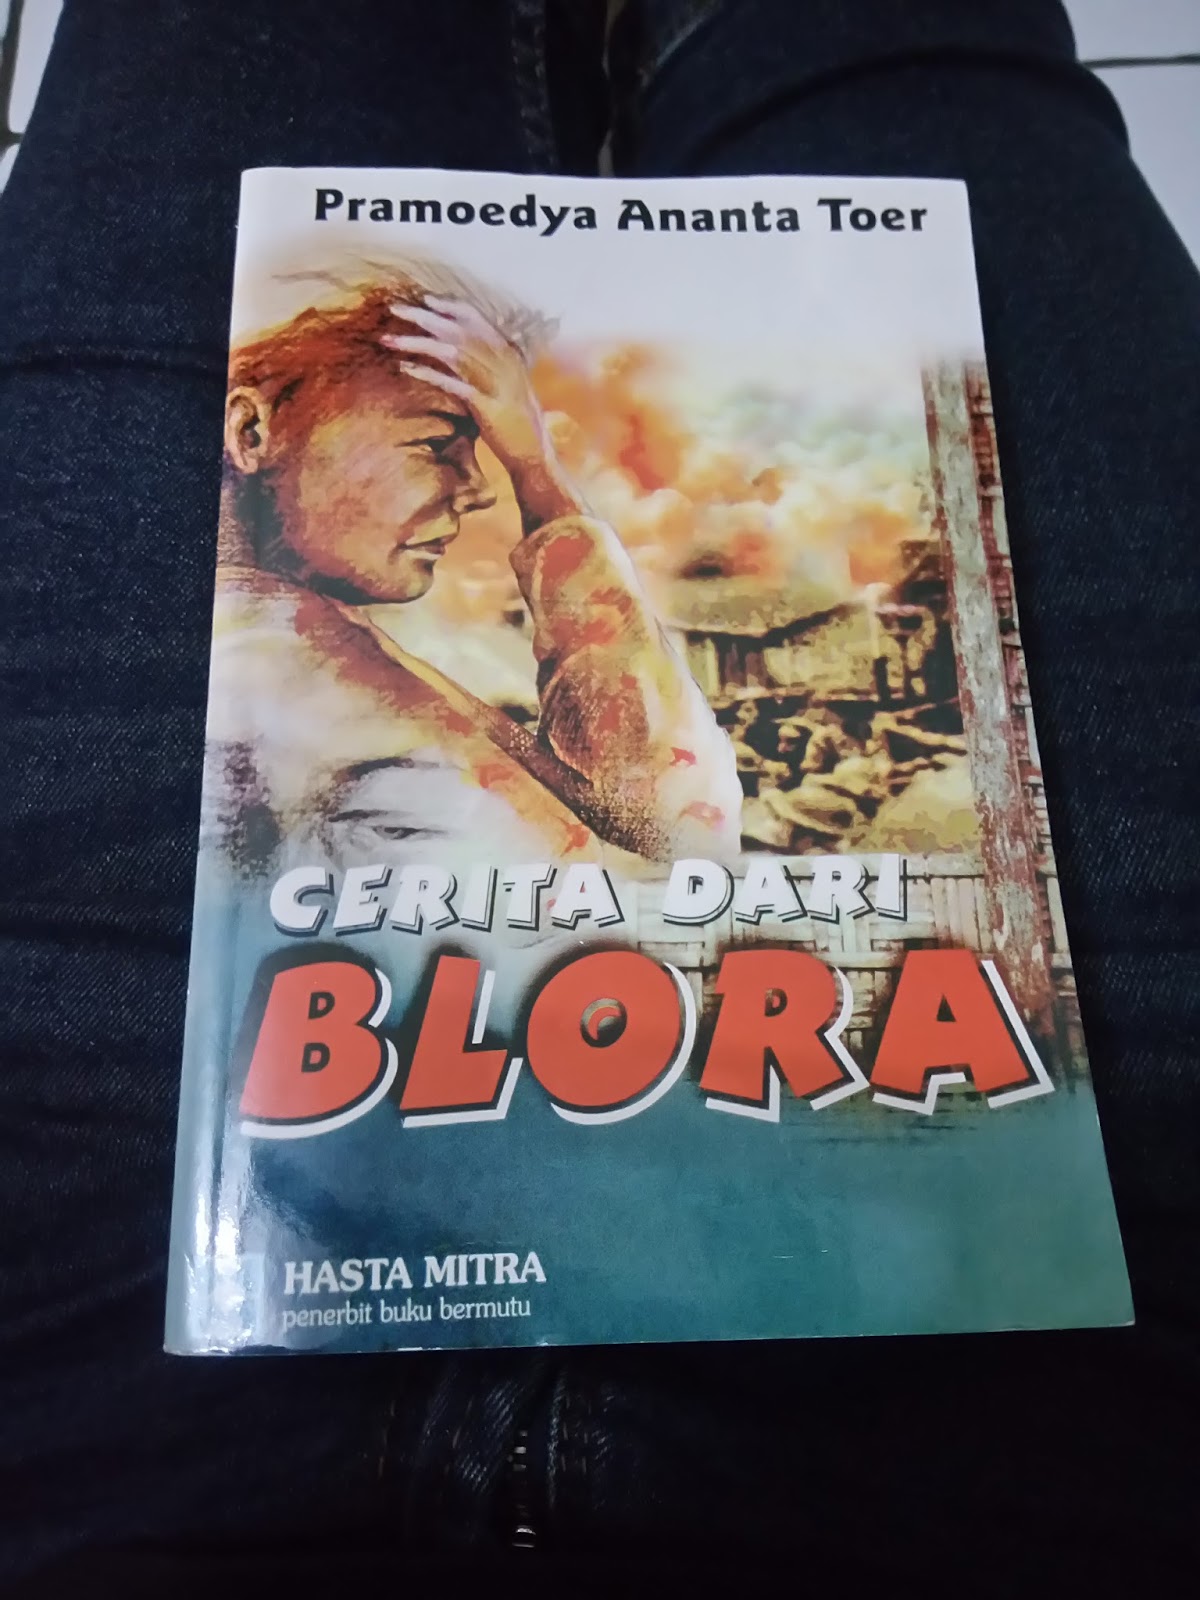 Pramoedya Ananta Toer
CERITA DARI
BLORA
HASTA MITRA
penerbit buku bermutu